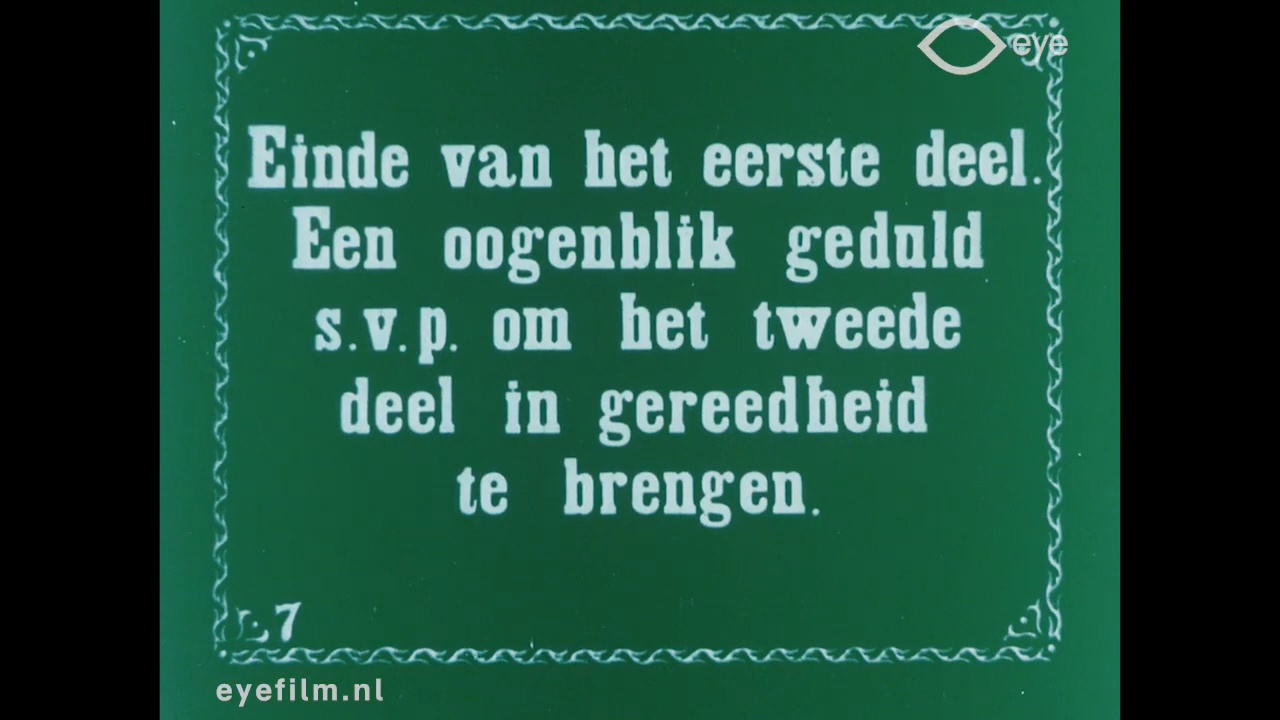 eye
Einde van het eerste deel.
Een oogenblik geduld
s.v.p. om het tweede
deel in gereedheid
te brengen.
7
eyefilm.nl